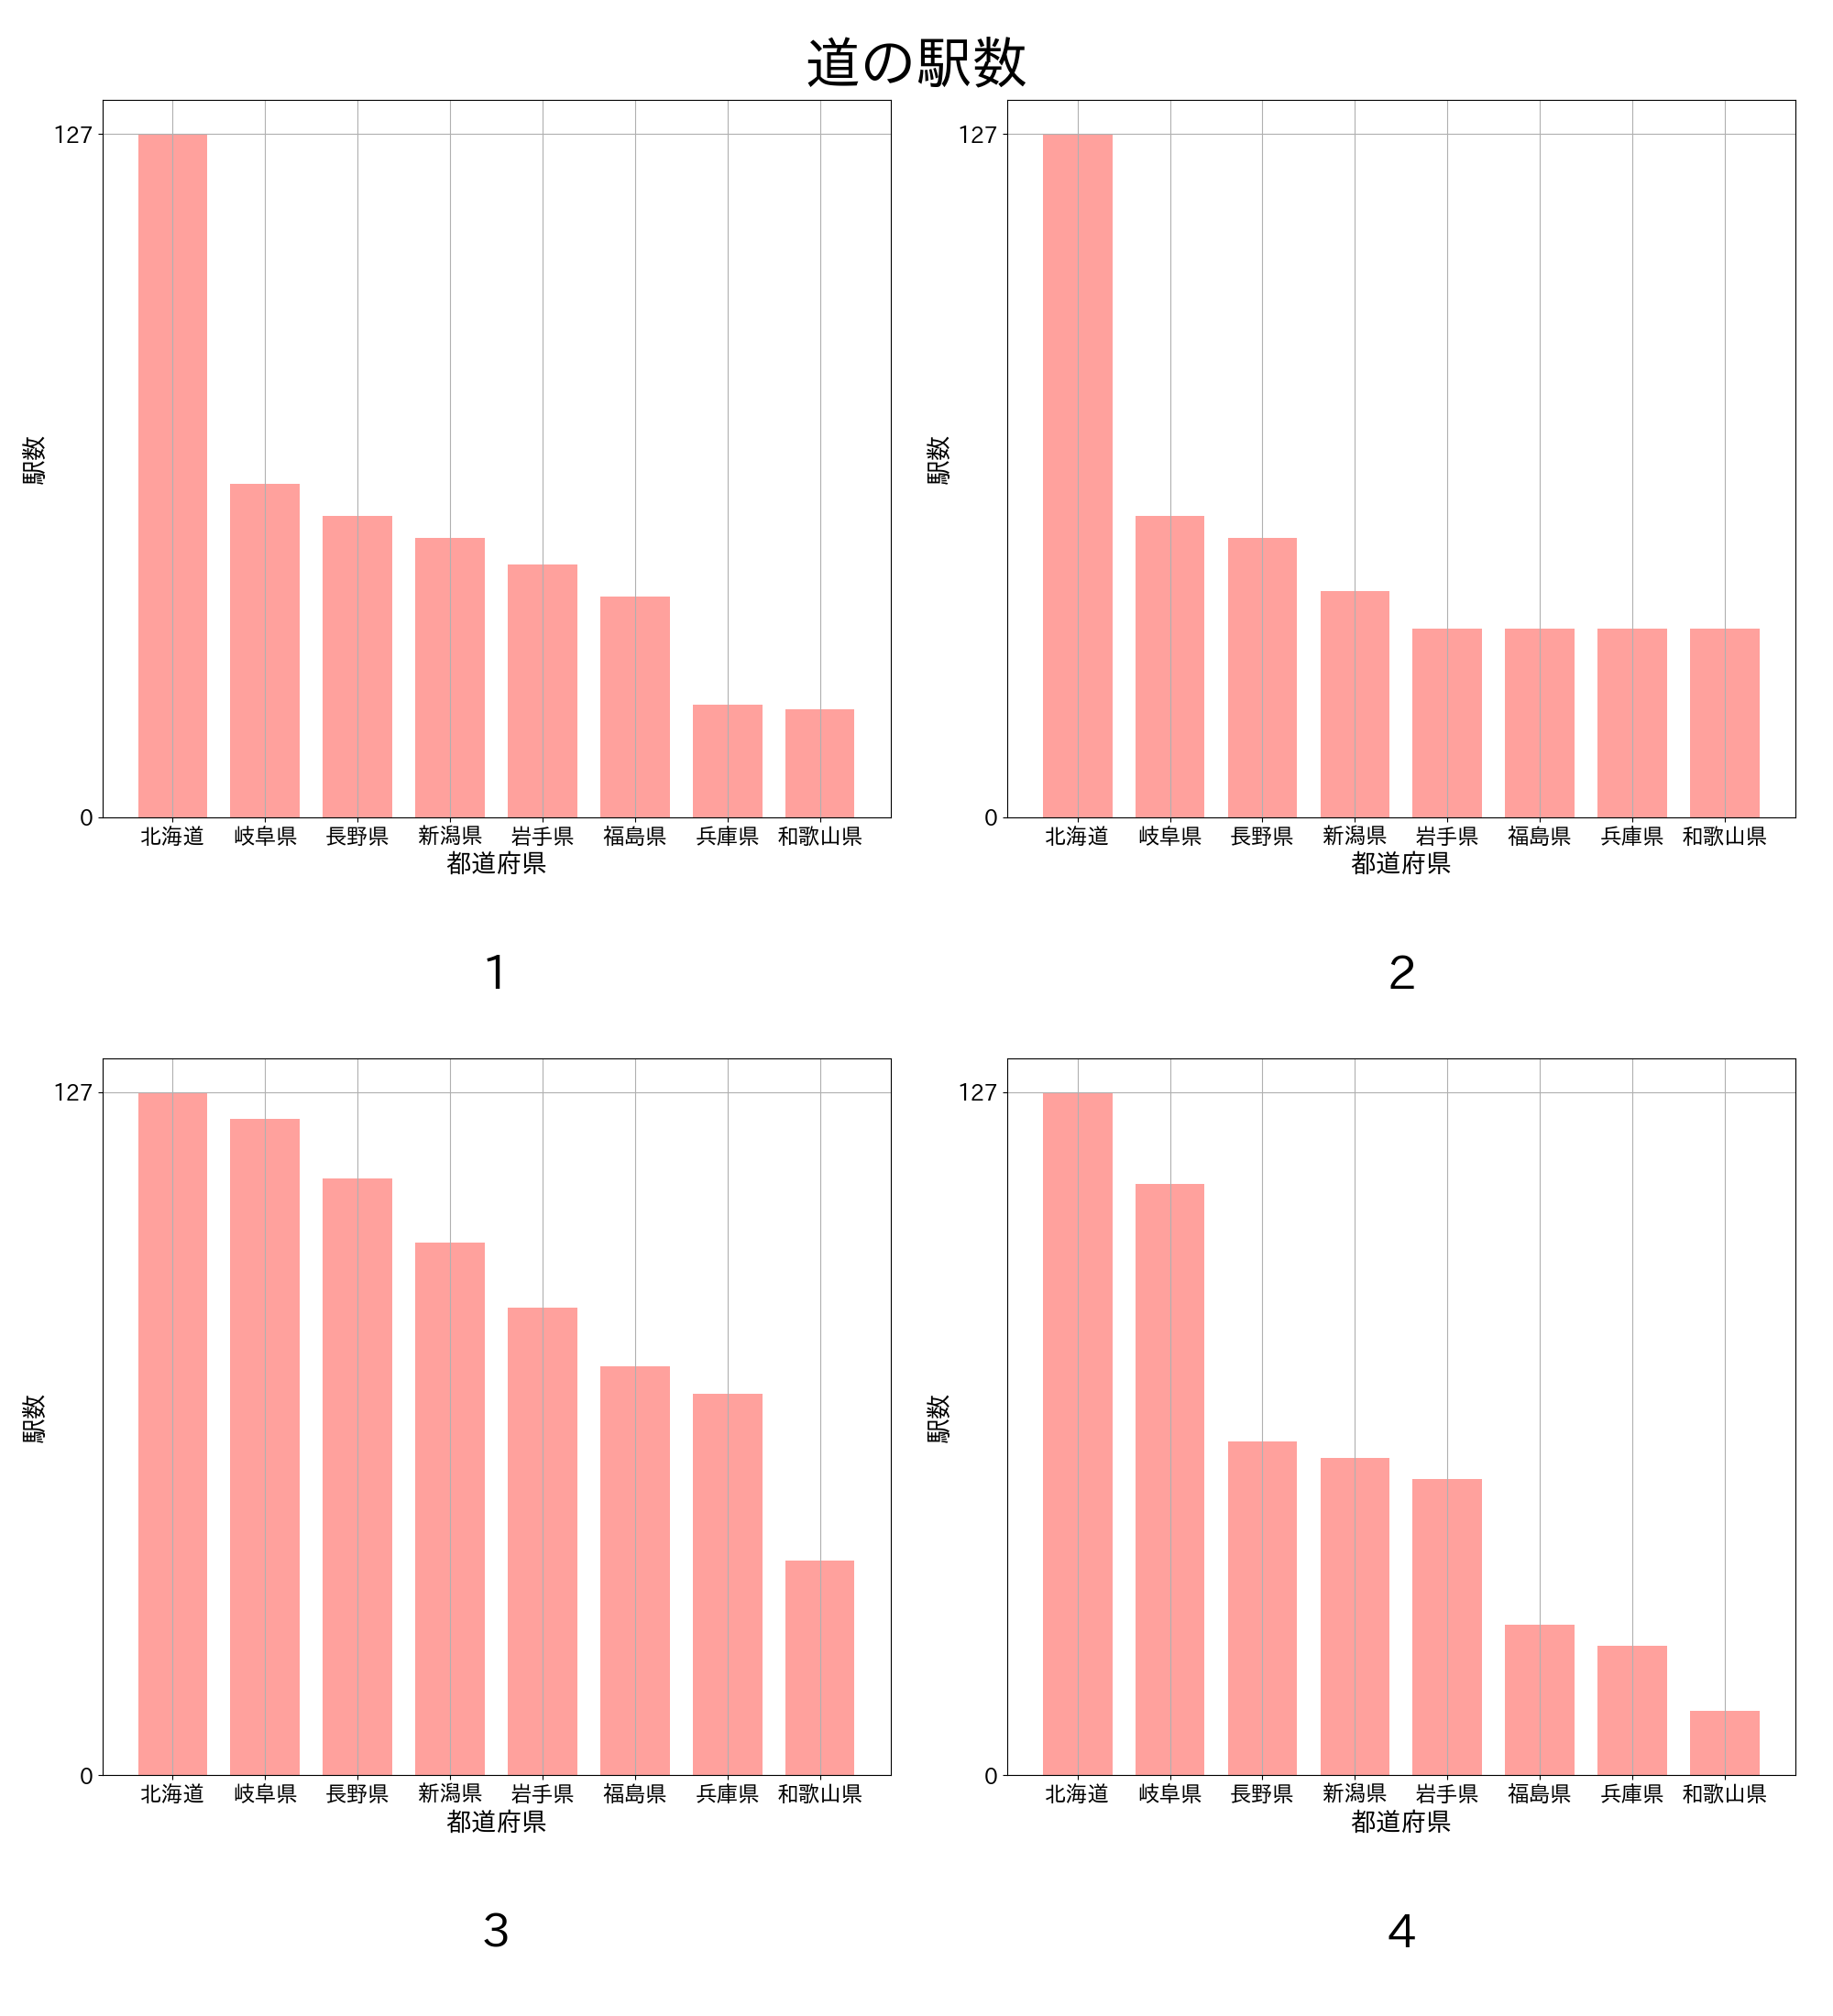 道の駅数
127
駅数
0
北海道 岐阜県 長野県 新潟県 岩手県 福島県 兵庫県 和歌山県
都道府県
1
127
駅数
0
北海道 岐阜県 長野県 新潟県 岩手県 福島県 兵庫県 和歌山県
都道府県
2
127
駅数
0
北海道 岐阜県 長野県 新潟県 岩手県 福島県 兵庫県 和歌山県
都道府県
3
127
駅数
0
北海道 岐阜県 長野県 新潟県 岩手県 福島県 兵庫県 和歌山県
都道府県
4